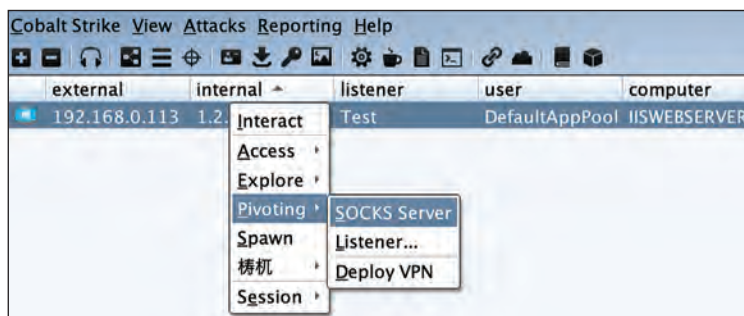 Cobalt Strike View Attacks Reporting Help
external internal listener user computer
192.168.0.113 1.2. Test DefaultAppPool IISWEBSERVER
Interact
Access
Explore
Pivoting
SOCKS Server
Listener...
Deploy VPN
Spawn
梼杌
Session